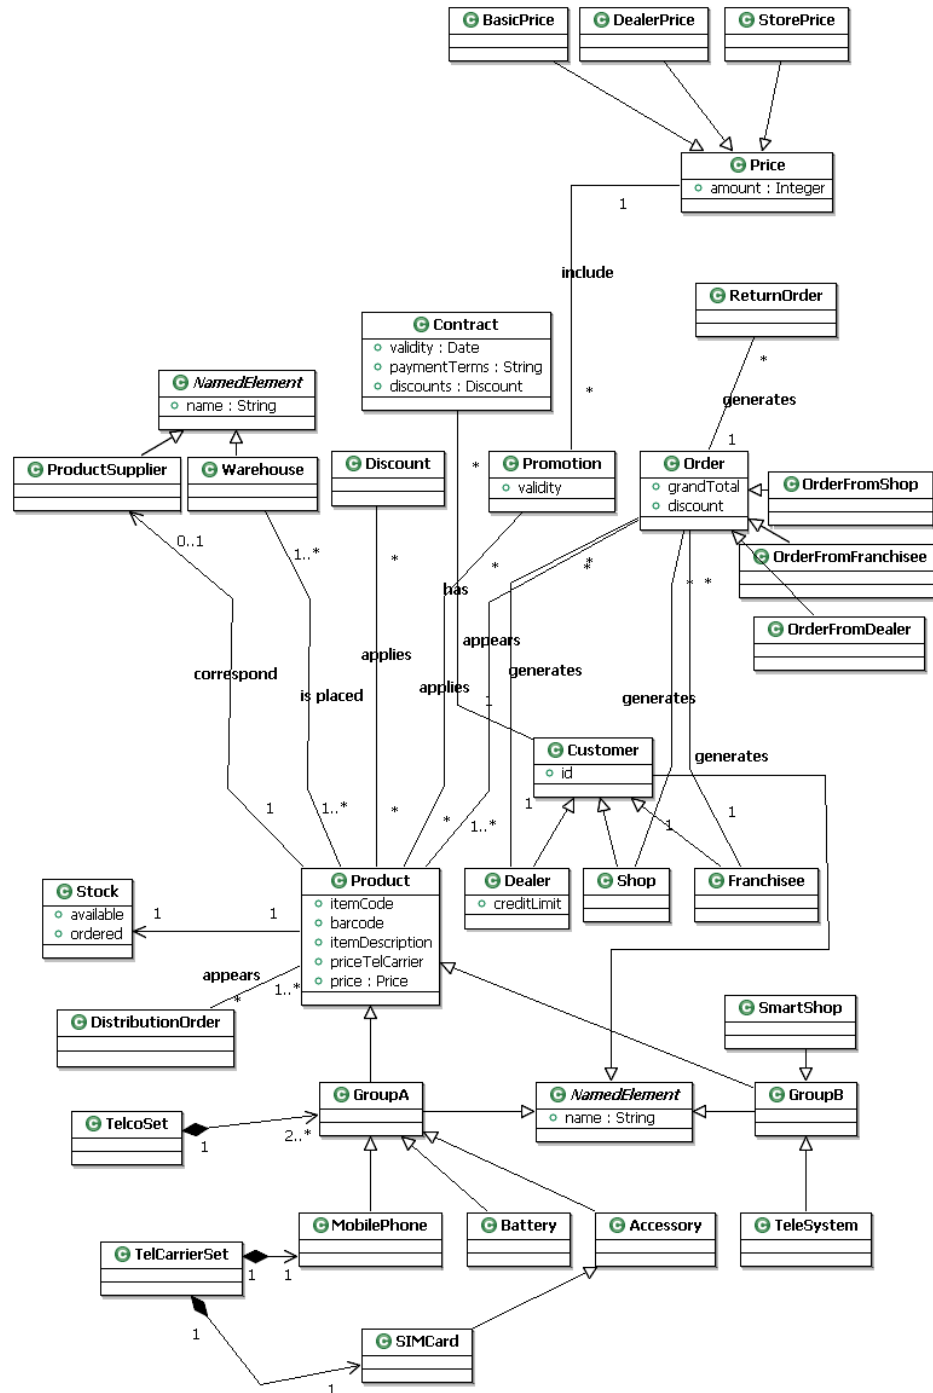 BasicPrice
DealerPrice
StorePrice
Price
amount : Integer
1
include
ReturnOrder
Contract
validity : Date
paymentTerms : String
discounts : Discount
*
NamedElement
name : String
*
generates
1
ProductSupplier
Warehouse
Discount
*
Promotion
validity
Order
grandTotal
discount
OrderFromShop
0..1
1..*
*
*
*
*
OrderFromFranchisee
*
*
has
OrderFromDealer
appears
correspond
applies
generates
is placed
applies
1
generates
Customer
id
generates
1
1..*
*
*
1..*
1
1
1
Product
itemCode
barcode
itemDescription
priceTelCarrier
price : Price
Dealer
creditLimit
Shop
Franchisee
Stock
available
ordered
1
1
appears
1..*
*
DistributionOrder
SmartShop
GroupA
NamedElement
name : String
GroupB
TelcoSet
1
2..*
MobilePhone
Battery
Accessory
TeleSystem
TelCarrierSet
1
1
1
SIMCard
1